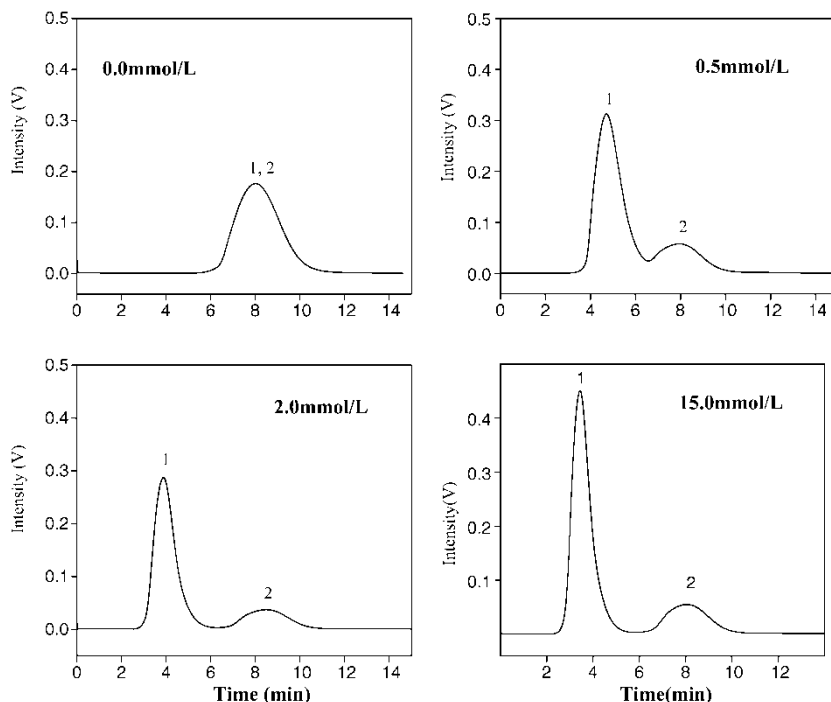 0.5
0.4
0.3
0.2
0.1
0.0
Intensity (V)
0.0mmol/L
1, 2
0 2 4 6 8 10 12 14
0.5
0.4
0.3
0.2
0.1
0.0
Intensity (V)
0.5mmol/L
1
2
0 2 4 6 8 10 12 14
0.5
0.4
0.3
0.2
0.1
0.0
Intensity (V)
2.0mmol/L
1
2
0 2 4 6 8 10 12 14
Time (min)
0.4
0.3
0.2
0.1
Intensity(V)
15.0mmol/L
1
2
2 4 6 8 10 12
Time(min)